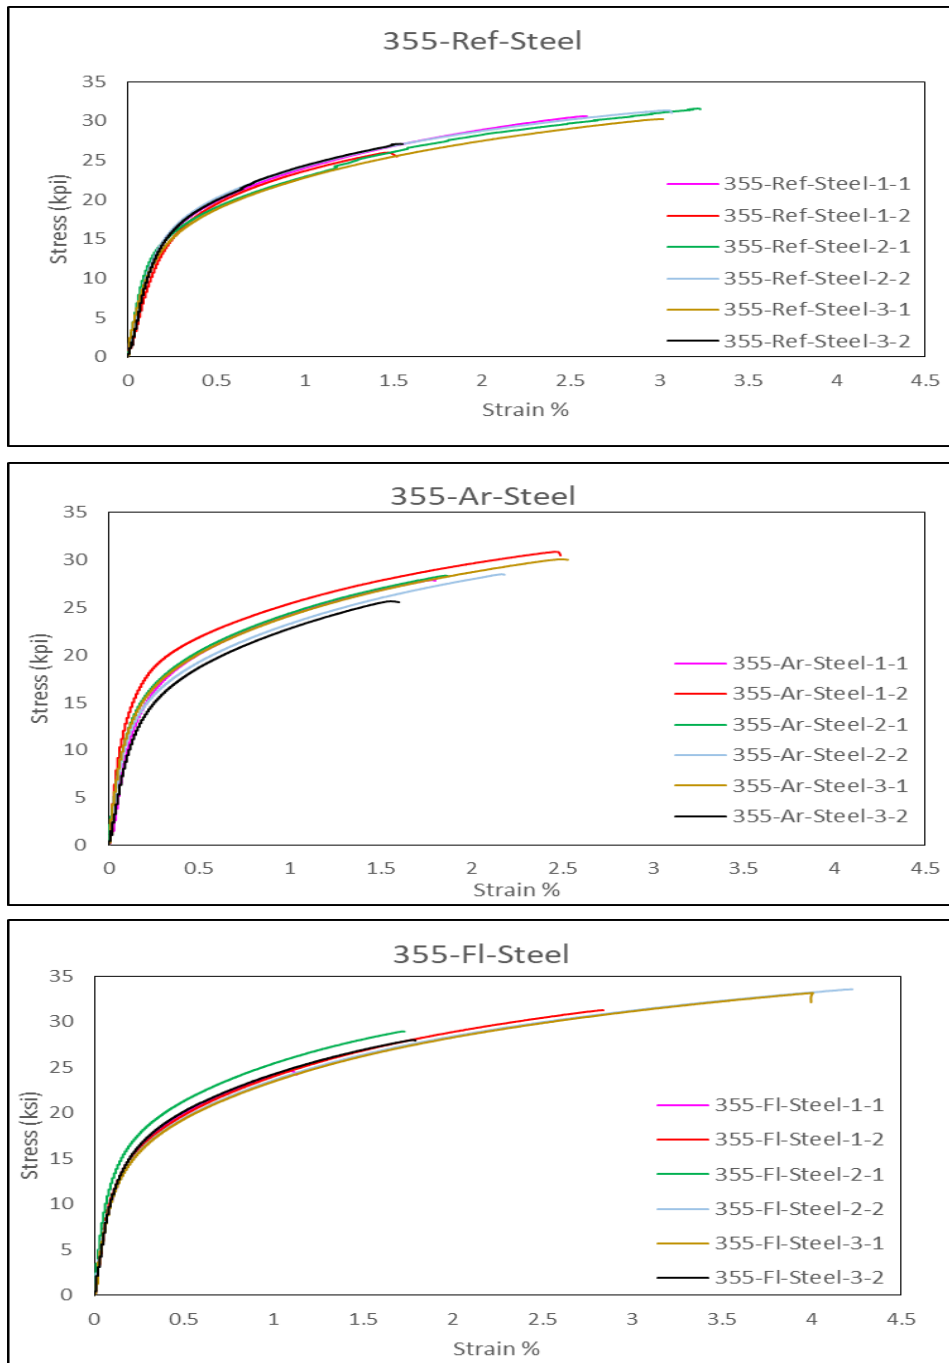 355-Ref-Steel
35
30
25
20
15
10
5
0
Stress (kpi)
355-Ref-Steel-1-1
355-Ref-Steel-1-2
355-Ref-Steel-2-1
355-Ref-Steel-2-2
355-Ref-Steel-3-1
355-Ref-Steel-3-2
0 0.5 1 1.5 2 2.5 3 3.5 4 4.5
Strain %
355-Ar-Steel
35
30
25
20
15
10
5
0
Stress (kpi)
355-Ar-Steel-1-1
355-Ar-Steel-1-2
355-Ar-Steel-2-1
355-Ar-Steel-2-2
355-Ar-Steel-3-1
355-Ar-Steel-3-2
0 0.5 1 1.5 2 2.5 3 3.5 4 4.5
Strain %
355-Fl-Steel
35
30
25
20
15
10
5
0
Stress (ksi)
355-Fl-Steel-1-1
355-Fl-Steel-1-2
355-Fl-Steel-2-1
355-Fl-Steel-2-2
355-Fl-Steel-3-1
355-Fl-Steel-3-2
0 0.5 1 1.5 2 2.5 3 3.5 4 4.5
Strain %